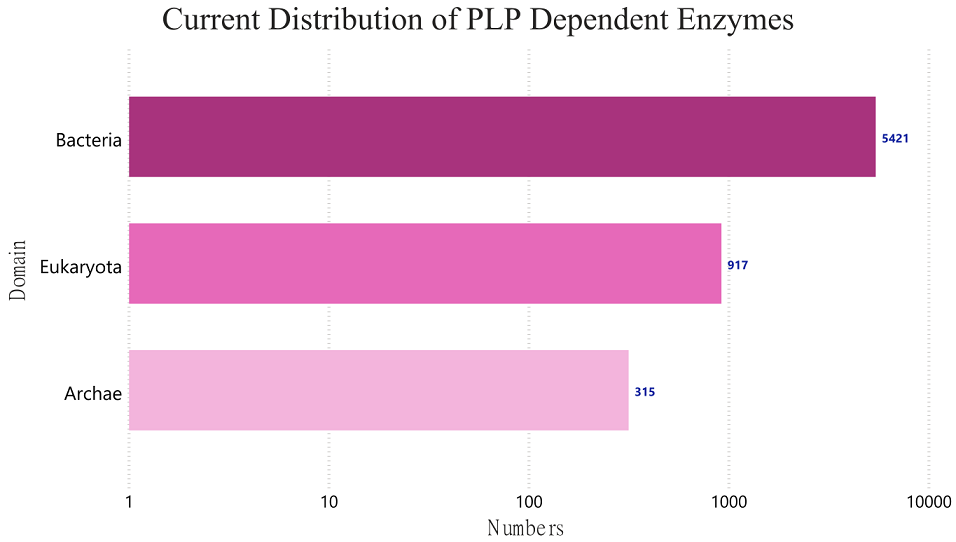 Current Distribution of PLP Dependent Enzymes
Bacteria
5421
Domain
Eukaryota
917
Archae
315
1 10 100 1000 10000
Numbers